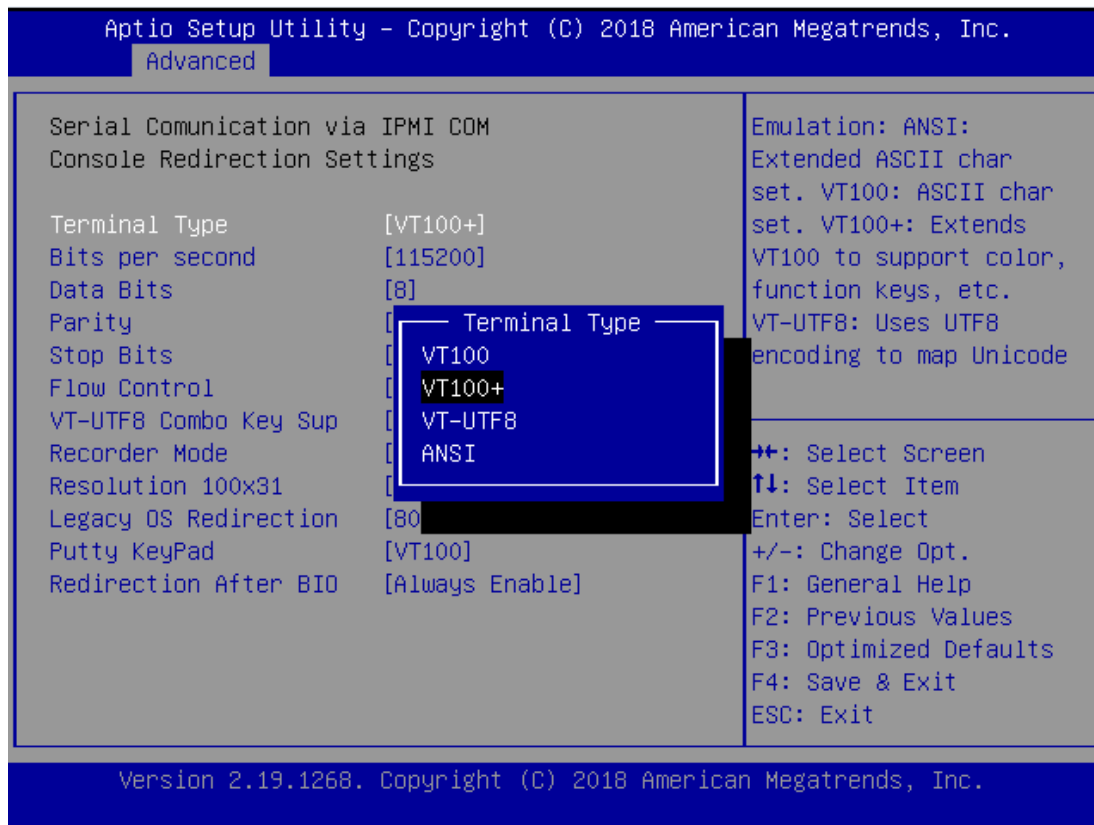 Aptio Setup Utility – Copyright (C) 2018 American Megatrends, Inc.
Advanced
Serial Comunication via IPMI COM
Console Redirection Settings
Terminal Type [VT100+]
Bits per second [115200]
Data Bits [8]
Parity [
Stop Bits [
Flow Control [
VT-UTF8 Combo Key Sup [
Recorder Mode [
Resolution 100x31 [
Legacy OS Redirection [80
Putty KeyPad [VT100]
Redirection After BIO [Always Enable]
Terminal Type
VT100
VT100+
VT-UTF8
ANSI
Emulation: ANSI:
Extended ASCII char
set. VT100: ASCII char
set. VT100+: Extends
VT100 to support color,
function keys, etc.
VT-UTF8: Uses UTF8
encoding to map Unicode
→←: Select Screen
↑↓: Select Item
Enter: Select
+/-: Change Opt.
F1: General Help
F2: Previous Values
F3: Optimized Defaults
F4: Save & Exit
ESC: Exit
Version 2.19.1268. Copyright (C) 2018 American Megatrends, Inc.